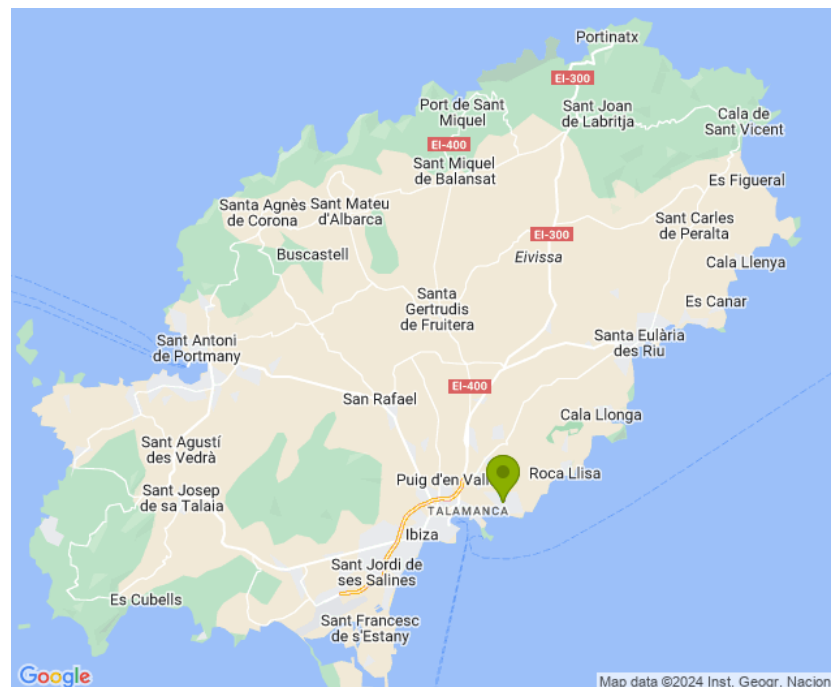 Portinatx
EI-300
Port de Sant
Miquel
Sant Joan
de Labritja
Cala de
Sant Vicent
EI-400
Sant Miquel
de Balansat
Es Figueral
Santa Agnès
de Corona
Sant Mateu
d'Albarca
Sant Carles
de Peralta
EI-300
Buscastell
Eivissa
Cala Llenya
Santa
Gertrudis
de Fruitera
Es Canar
Sant Antoni
de Portmany
Santa Eulària
des Riu
EI-400
San Rafael
Cala Llonga
Sant Agustí
des Vedrà
Puig d'en Vall
Roca Llisa
Sant Josep
de sa Talaia
TALAMANCA
Ibiza
Sant Jordi de
ses Salines
Es Cubells
Sant Francesc
de s'Estany
Google
Map data ©2024 Inst. Geogr. Nacion